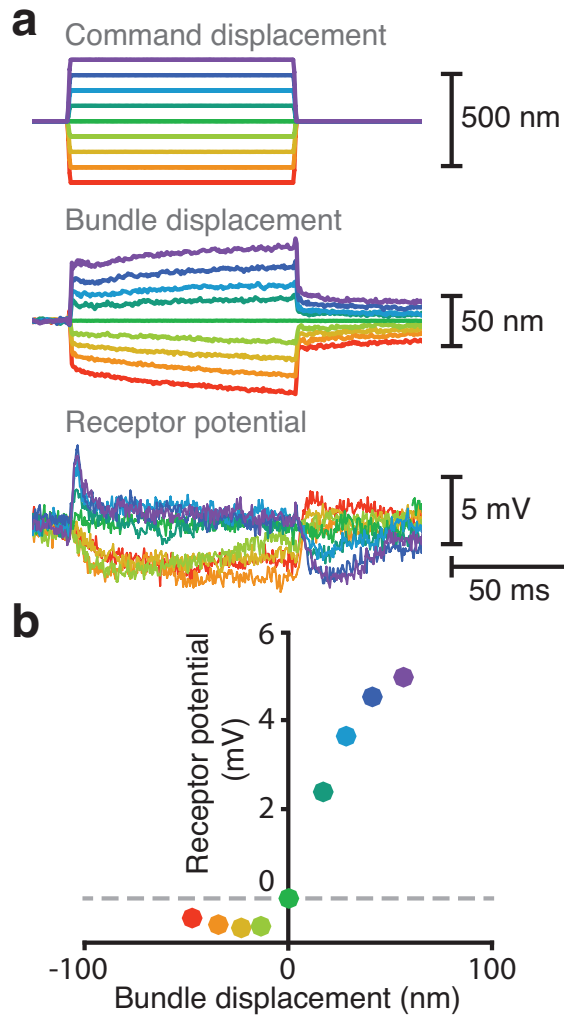 a
Command displacement
500 nm
Bundle displacement
50 nm
Receptor potential
5 mV
50 ms
b
Receptor potential
(mV)
6
4
2
0
-100
0
100
Bundle displacement (nm)